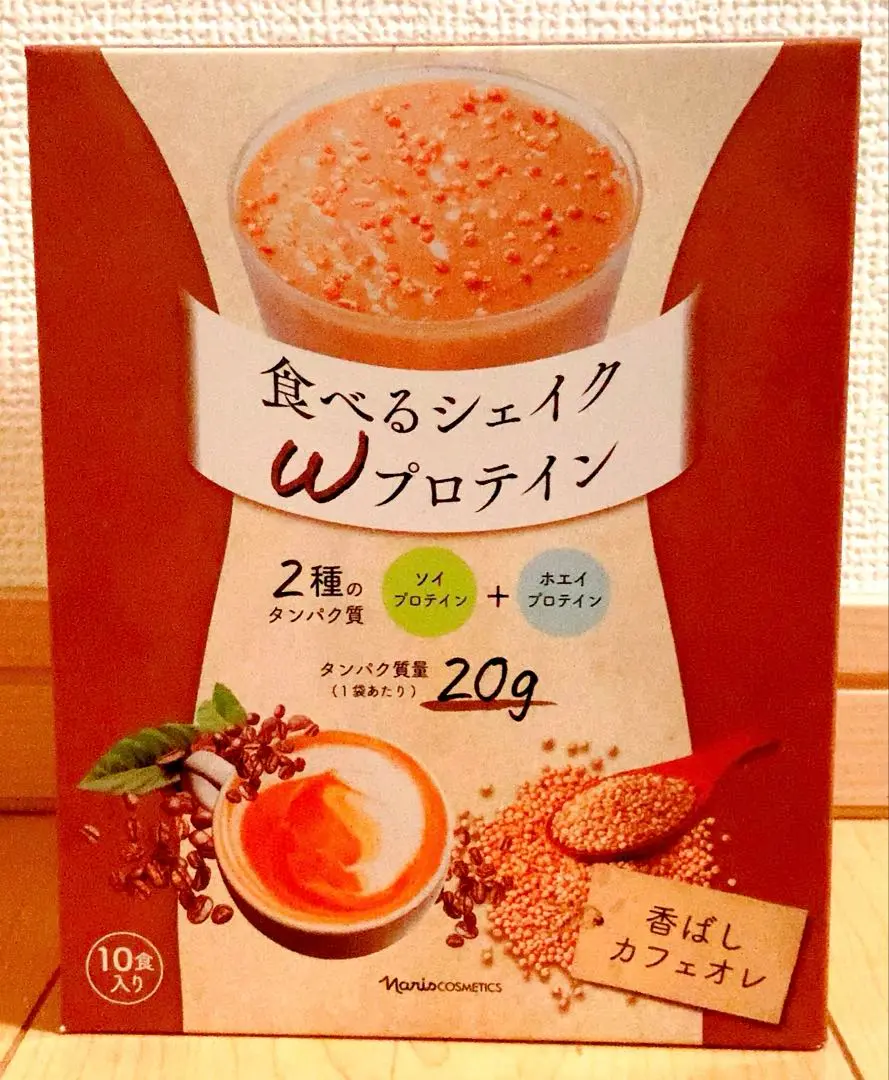 食べるシェイク
Wプロテイン
2種の
タンパク質
ソイ
プロテイン
+
ホエイ
プロテイン
タンパク質量
(1袋あたり)
20g
香ばし
カフェオレ
10食
入り
Naris COSMETICS